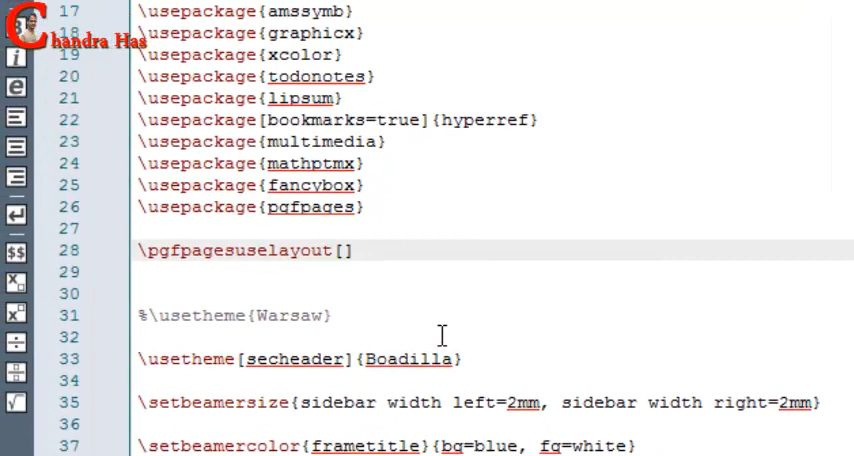 Chandra Has
17 \usepackage{amssymb}
18 \usepackage{graphicx}
19 \usepackage{xcolor}
20 \usepackage{todonotes}
21 \usepackage{lipsum}
22 \usepackage[bookmarks=true]{hyperref}
23 \usepackage{multimedia}
24 \usepackage{mathptmx}
25 \usepackage{fancybox}
26 \usepackage{pgfpages}
27
28 \pgfpagesuselayout[]
29
30
31 %\usetheme{Warsaw}
32
33 \usetheme[secheader]{Boadilla}
34
35 \setbeamersize{sidebar width left=2mm, sidebar width right=2mm}
36
37 \setbeamercolor{frametitle}{bg=blue, fg=white}
i
e
$$
x
x
√